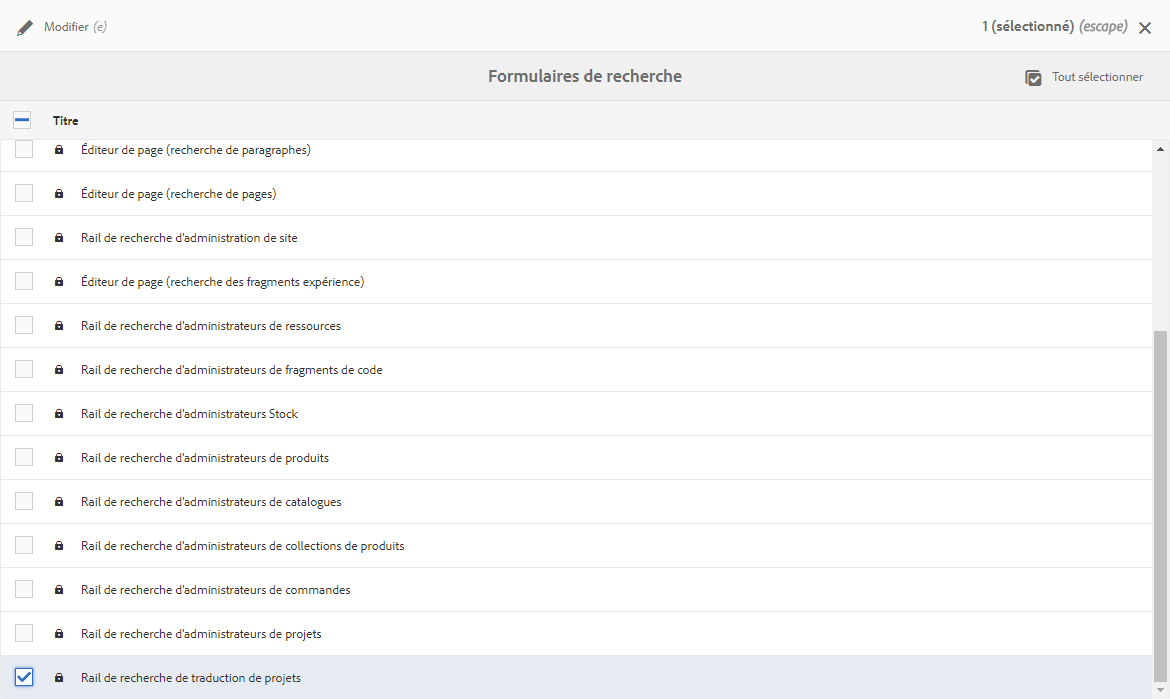 Modifier (e)
1 (sélectionné) (escape)
Formulaires de recherche
Tout sélectionner
Titre
Éditeur de page (recherche de paragraphes)
Éditeur de page (recherche de pages)
Rail de recherche d'administration de site
Éditeur de page (recherche des fragments expérience)
Rail de recherche d'administrateurs de ressources
Rail de recherche d'administrateurs de fragments de code
Rail de recherche d'administrateurs Stock
Rail de recherche d'administrateurs de produits
Rail de recherche d'administrateurs de catalogues
Rail de recherche d'administrateurs de collections de produits
Rail de recherche d'administrateurs de commandes
Rail de recherche d'administrateurs de projets
Rail de recherche de traduction de projets